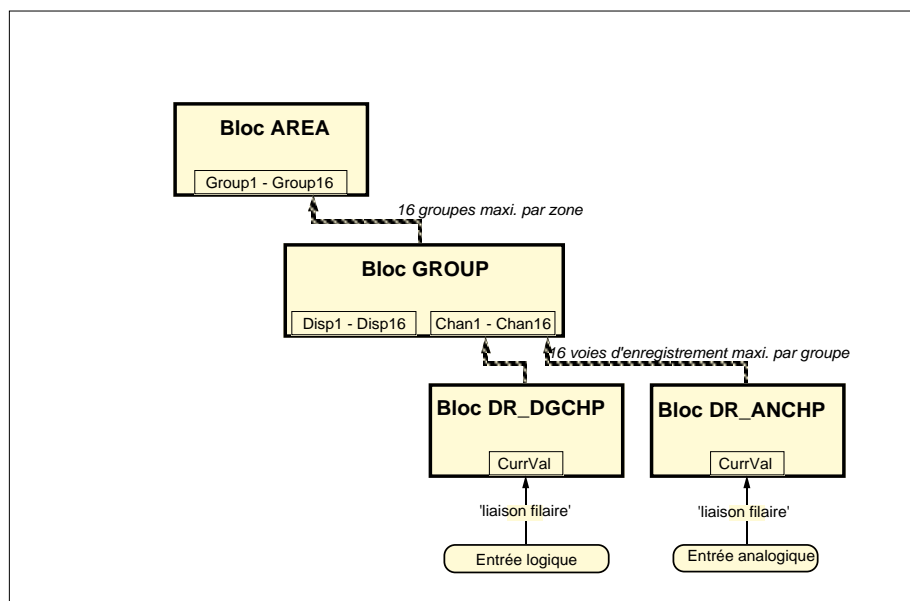 Bloc AREA
Group1 - Group16
16 groupes maxi. par zone
Bloc GROUP
Disp1 - Disp16
Chan1 - Chan16
16 voies d'enregistrement maxi. par groupe
Bloc DR_DGCHP
Bloc DR_ANCHP
CurrVal
CurrVal
'liaison filaire'
'liaison filaire'
Entrée logique
Entrée analogique